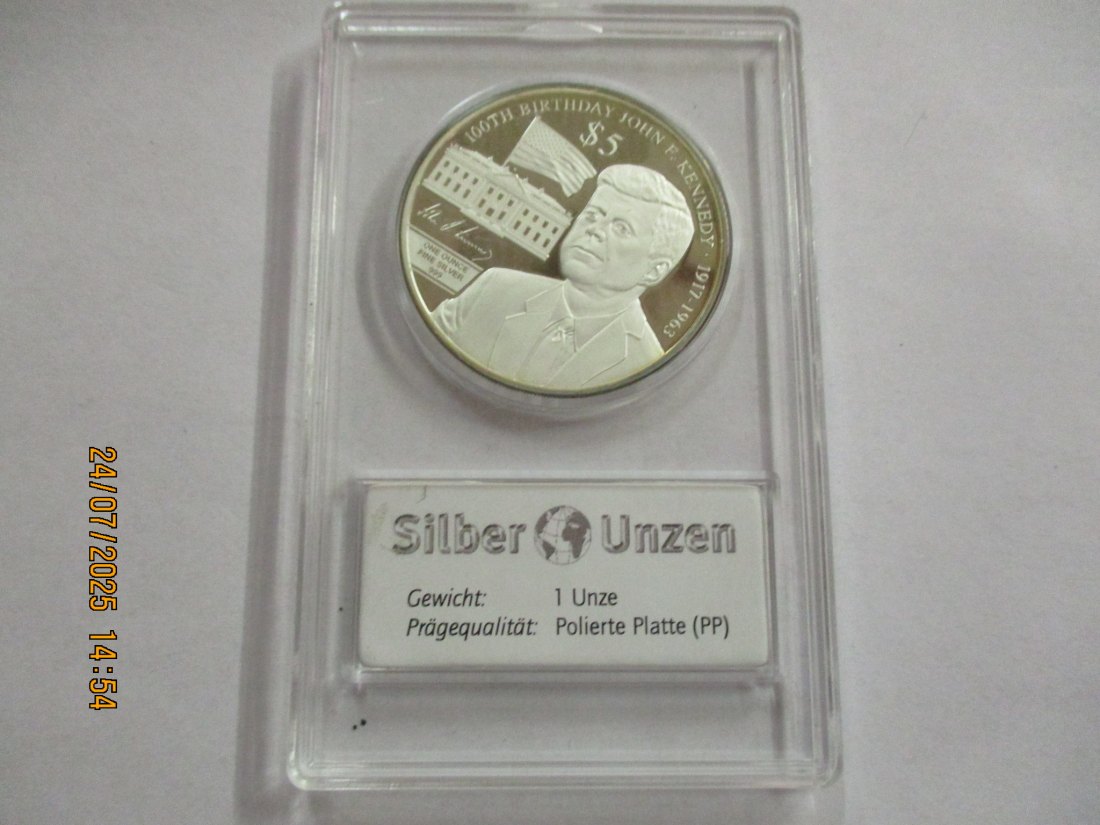 100TH BIRTHDAY JOHN F. KENNEDY · 1917-1963
$5
ONE OUNCE
FINE SILVER
999
Silber Unzen
Gewicht: 1 Unze
Prägequalität: Polierte Platte (PP)
24/07/2025 14:54